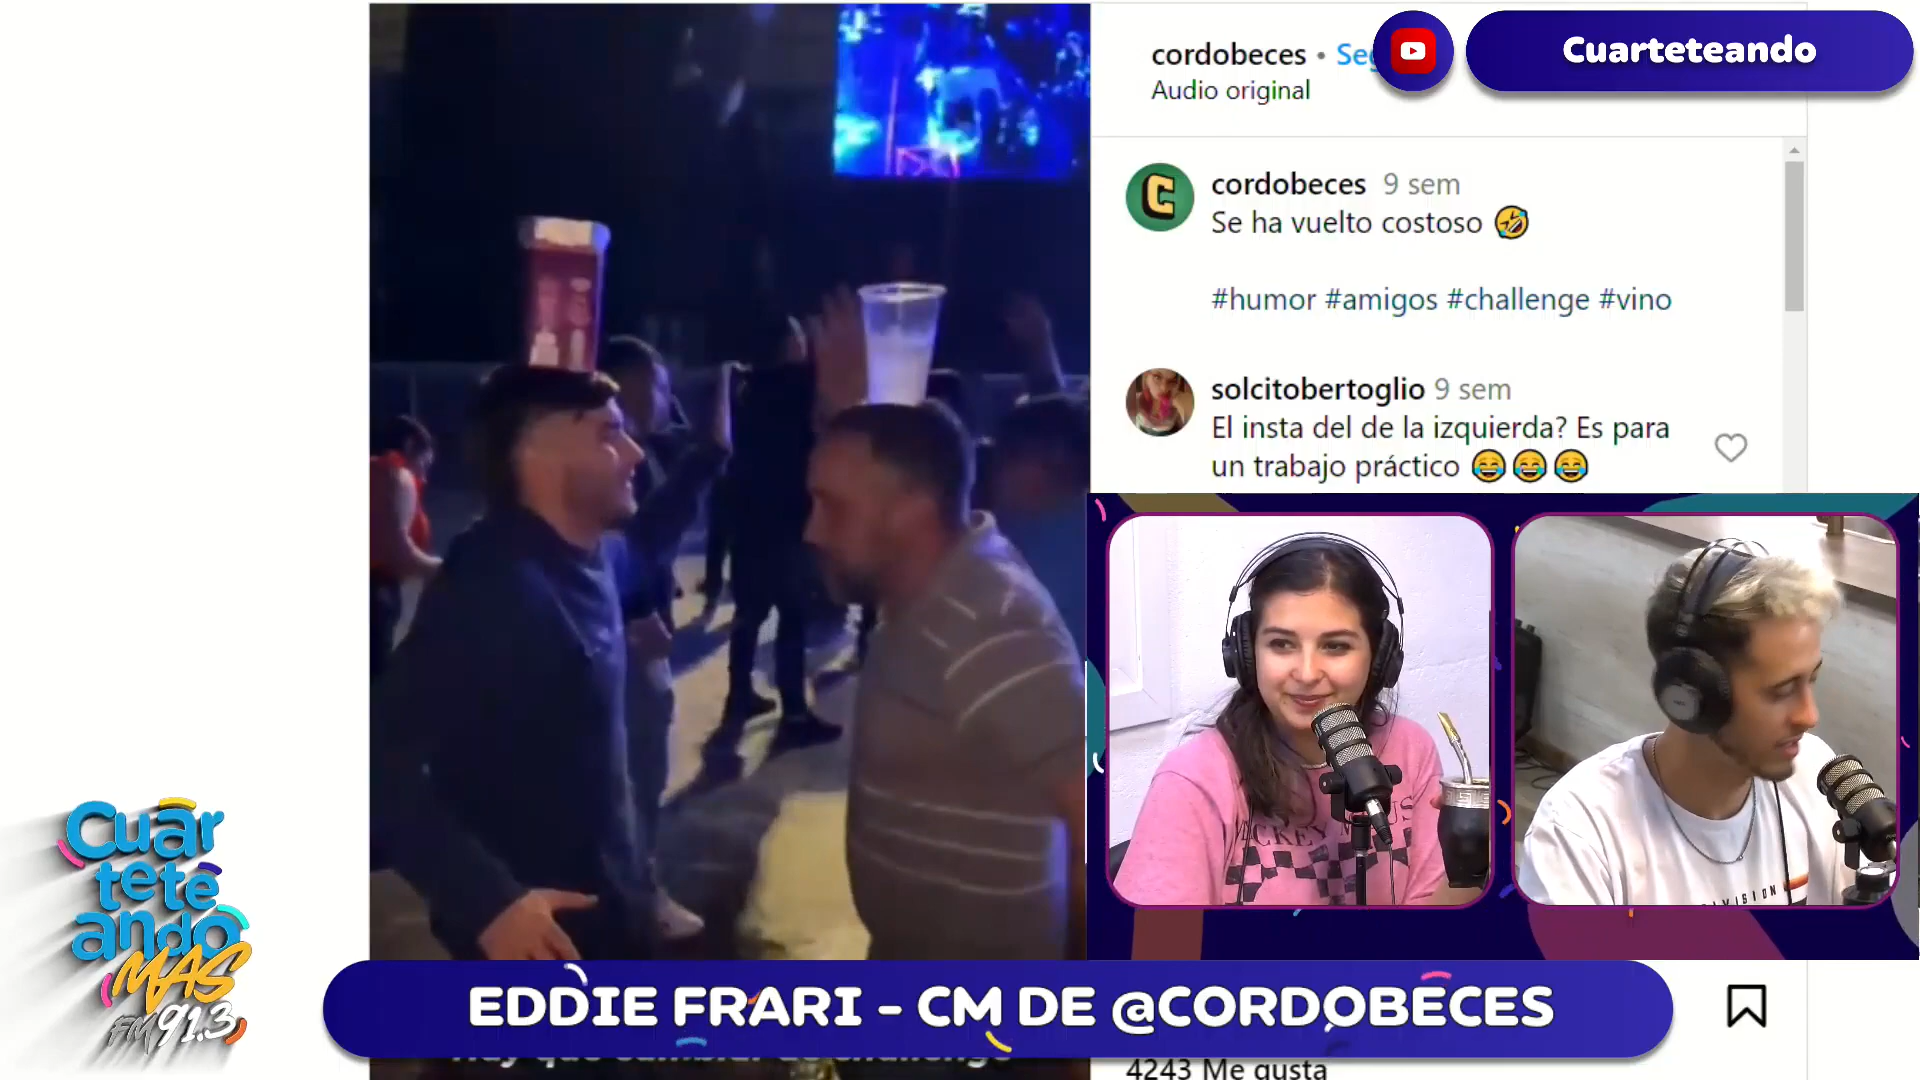 cordobeces •
Audio original
Cuarteteando
cordobeces 9 sem
Se ha vuelto costoso 🤣
#humor #amigos #challenge #vino
solcitobertoglio 9 sem
El insta del de la izquierda? Es para
un trabajo práctico 😂😂😂
Cuar
tete
ando
MAS
FM 91.3
EDDIE FRARI - CM DE @CORDOBECES
4243 Me gusta